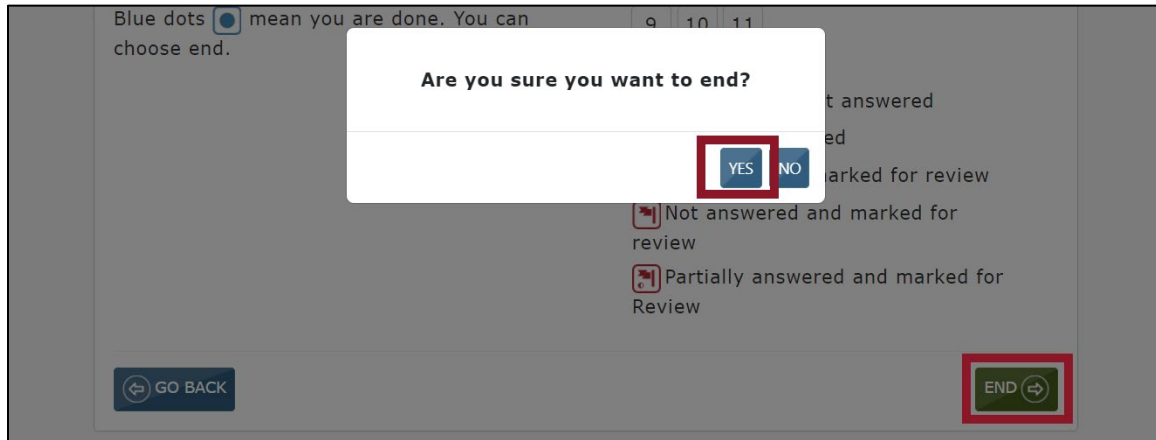 Blue dots mean you are done. You can
choose end.
9 10 11
Are you sure you want to end?
answered
YES NO
marked for review
Not answered and marked for
review
Partially answered and marked for
Review
GO BACK
END